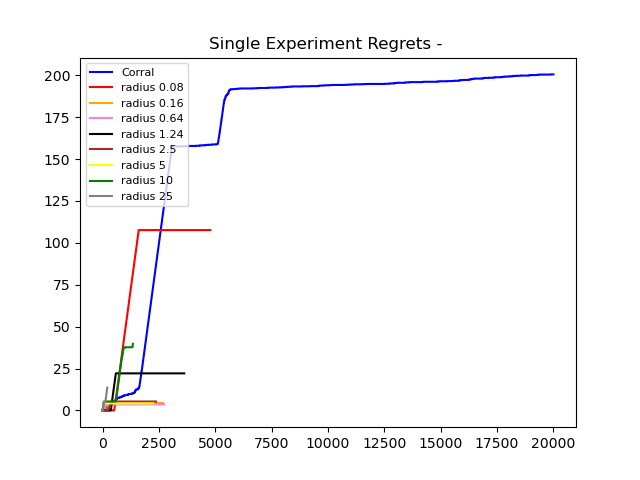 Single Experiment Regrets -
200
175
150
125
100
75
50
25
0
Corral
radius 0.08
radius 0.16
radius 0.64
radius 1.24
radius 2.5
radius 5
radius 10
radius 25
0 2500 5000 7500 10000 12500 15000 17500 20000